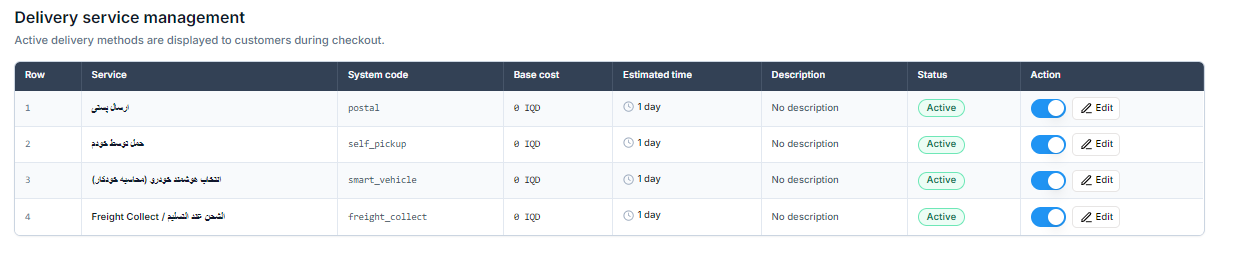 Delivery service management
Active delivery methods are displayed to customers during checkout.
Row Service System code Base cost Estimated time Description Status Action
1 ارسال پستی postal 0 IQD 1 day No description Active Edit
2 حمل توسط خودم self_pickup 0 IQD 1 day No description Active Edit
3 انتخاب هوشمند خودرو (محاسبه خودکار) smart_vehicle 0 IQD 1 day No description Active Edit
4 Freight Collect / الشحن عند التسليم freight_collect 0 IQD 1 day No description Active Edit